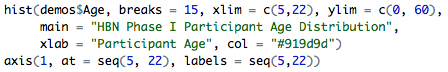 hist(demos$Age, breaks = 15, xlim = c(5,22), ylim = c(0, 60),
main = "HBN Phase I Participant Age Distribution",
xlab = "Participant Age", col = "#919d9d")
axis(1, at = seq(5, 22), labels = seq(5,22))